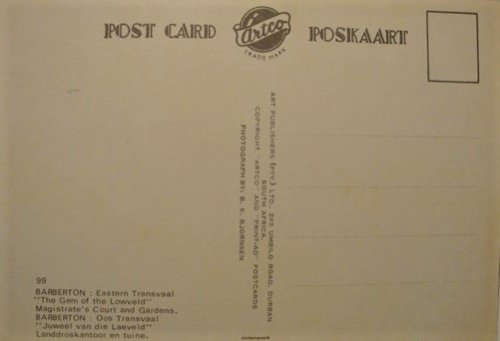 POST CARD
Artco
TRADE MARK
POSKAART
ART PUBLISHERS (PTY.) LTD., 265 UMBILO ROAD, DURBAN
SOUTH AFRICA.
COPYRIGHT "ARTCO" AND "PRINT-AD" POSTCARDS
PHOTOGRAPH BY: B. K. BJORNSEN
99
BARBERTON : Eastern Transvaal
"The Gem of the Lowveld"
Magistrate's Court and Gardens.
BARBERTON : Oos Transvaal
"Juweel van die Laeveld"
Landdroskantoor en tuine.